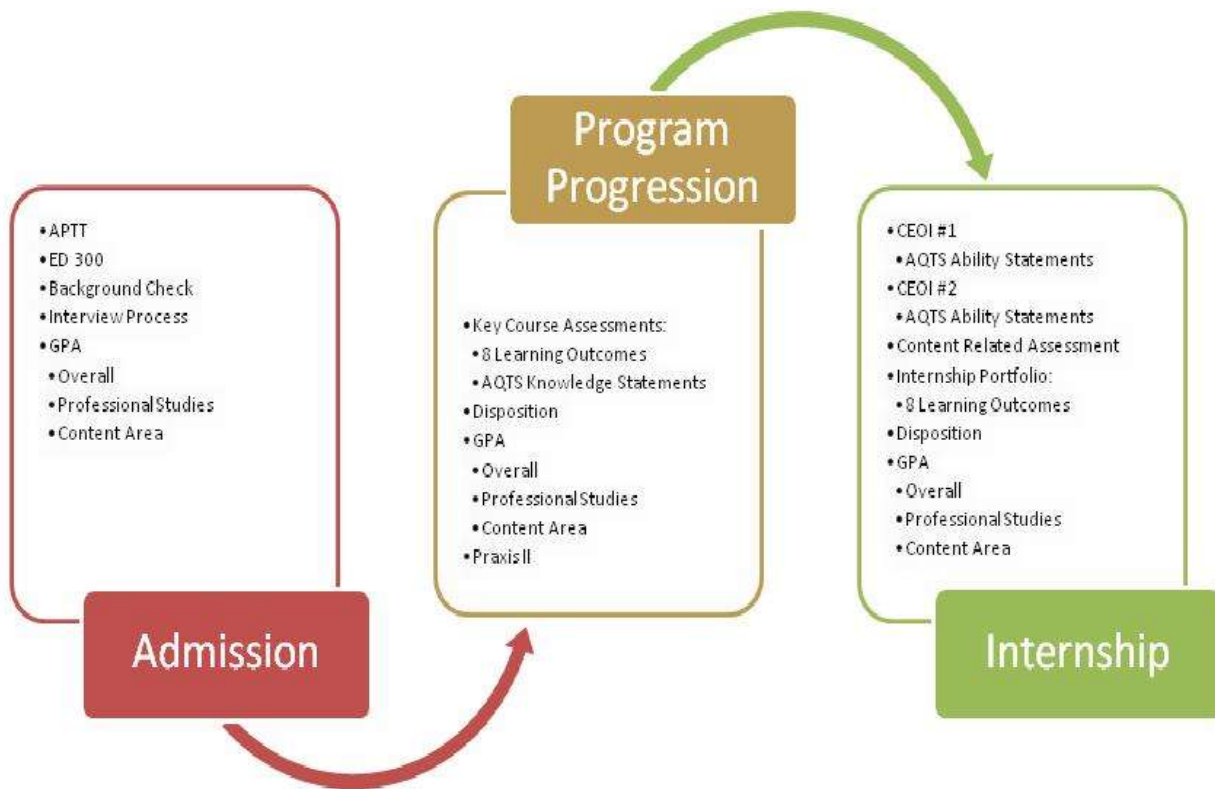 • APTT
• ED 300
• Background Check
• Interview Process
• GPA
• Overall
• Professional Studies
• Content Area
Admission
Program
Progression
• Key Course Assessments:
• 8 Learning Outcomes
• AQTS Knowledge Statements
• Disposition
• GPA
• Overall
• Professional Studies
• Content Area
• Praxis II
• CEOI #1
• AQTS Ability Statements
• CEOI #2
• AQTS Ability Statements
• Content Related Assessment
• Internship Portfolio:
• 8 Learning Outcomes
• Disposition
• GPA
• Overall
• Professional Studies
• Content Area
Internship